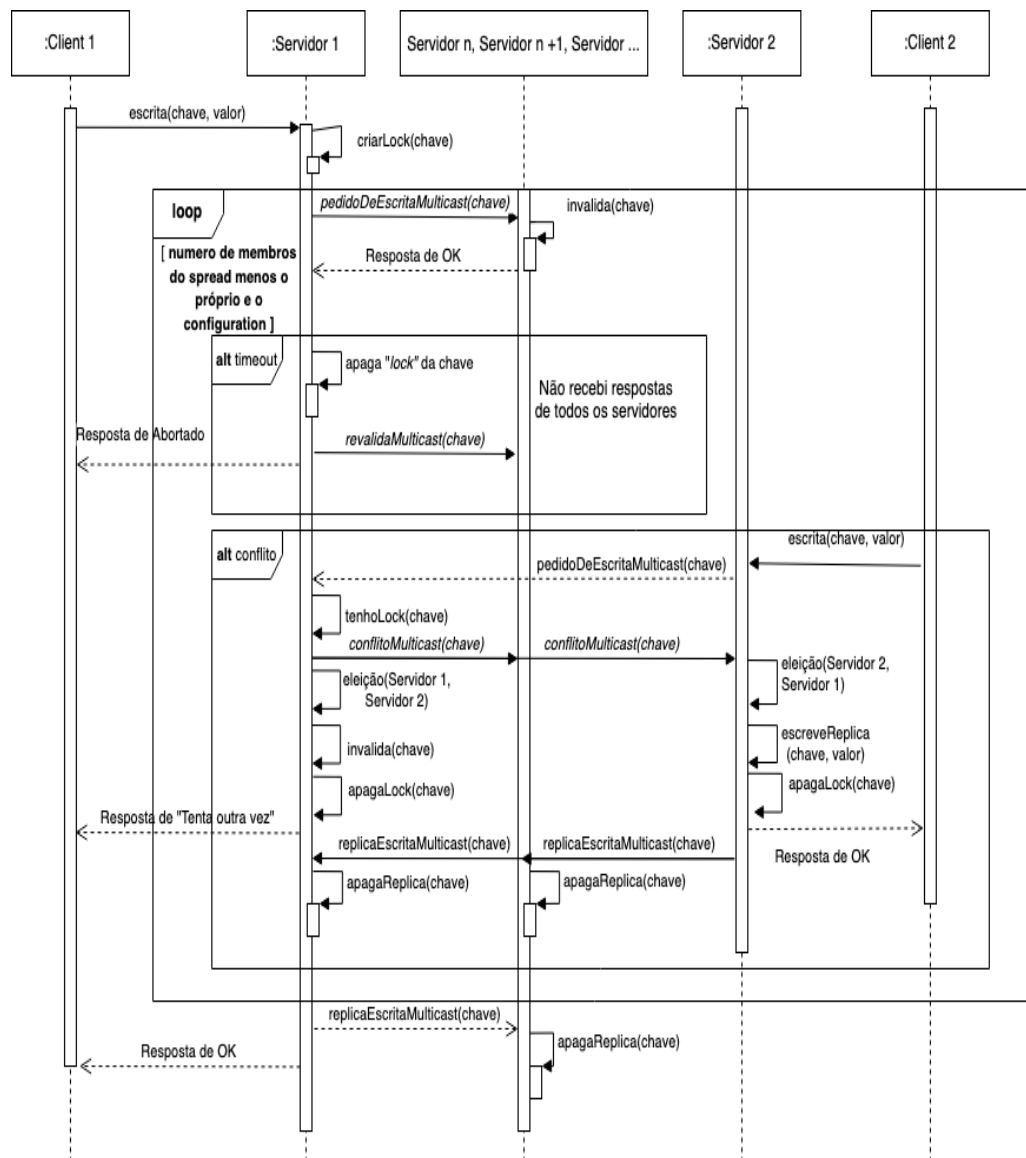 :Client 1
:Servidor 1
Servidor n, Servidor n +1, Servidor ...
:Servidor 2
:Client 2
escrita(chave, valor)
criarLock(chave)
loop
pedidoDeEscritaMulticast(chave)
invalida(chave)
[ numero de membros
do spread menos o
próprio e o
configuration ]
Resposta de OK
alt timeout
apaga "lock" da chave
Não recebi respostas
de todos os servidores
Resposta de Abortado
revalidaMulticast(chave)
alt conflito
escrita(chave, valor)
pedidoDeEscritaMulticast(chave)
tenhoLock(chave)
conflitoMulticast(chave)
conflitoMulticast(chave)
eleição(Servidor 1,
Servidor 2)
eleição(Servidor 2,
Servidor 1)
invalida(chave)
escreveReplica
(chave, valor)
apagaLock(chave)
apagaLock(chave)
Resposta de "Tenta outra vez"
Resposta de OK
replicaEscritaMulticast(chave)
replicaEscritaMulticast(chave)
apagaReplica(chave)
apagaReplica(chave)
replicaEscritaMulticast(chave)
apagaReplica(chave)
Resposta de OK